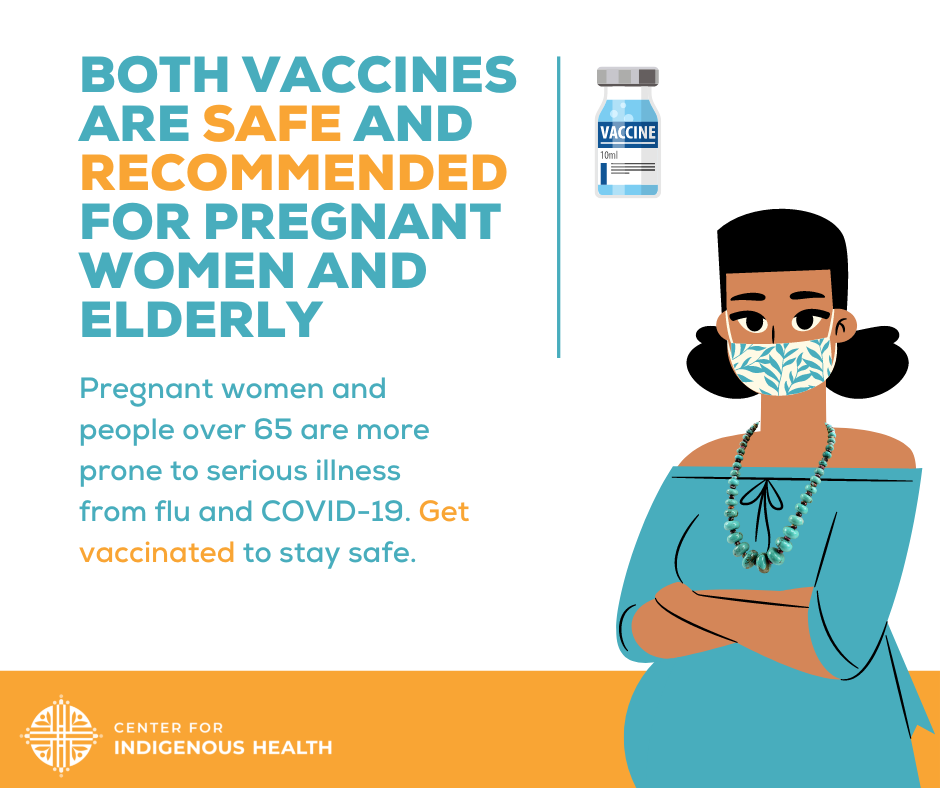 BOTH VACCINES
ARE SAFE AND
RECOMMENDED
FOR PREGNANT
WOMEN AND
ELDERLY
Pregnant women and
people over 65 are more
prone to serious illness
from flu and COVID-19. Get
vaccinated to stay safe.
VACCINE
10ml
CENTER FOR
INDIGENOUS HEALTH